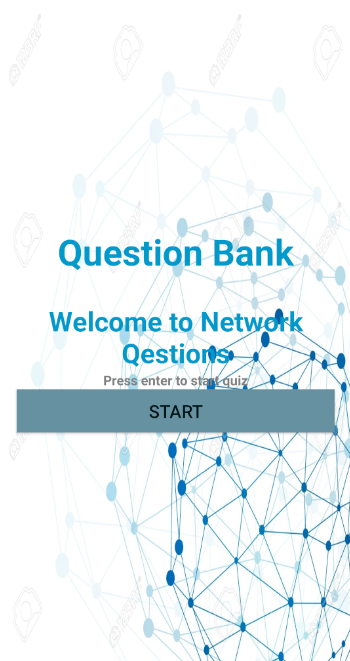 Question Bank
Welcome to Network
Qestions
Press enter to start quiz
START